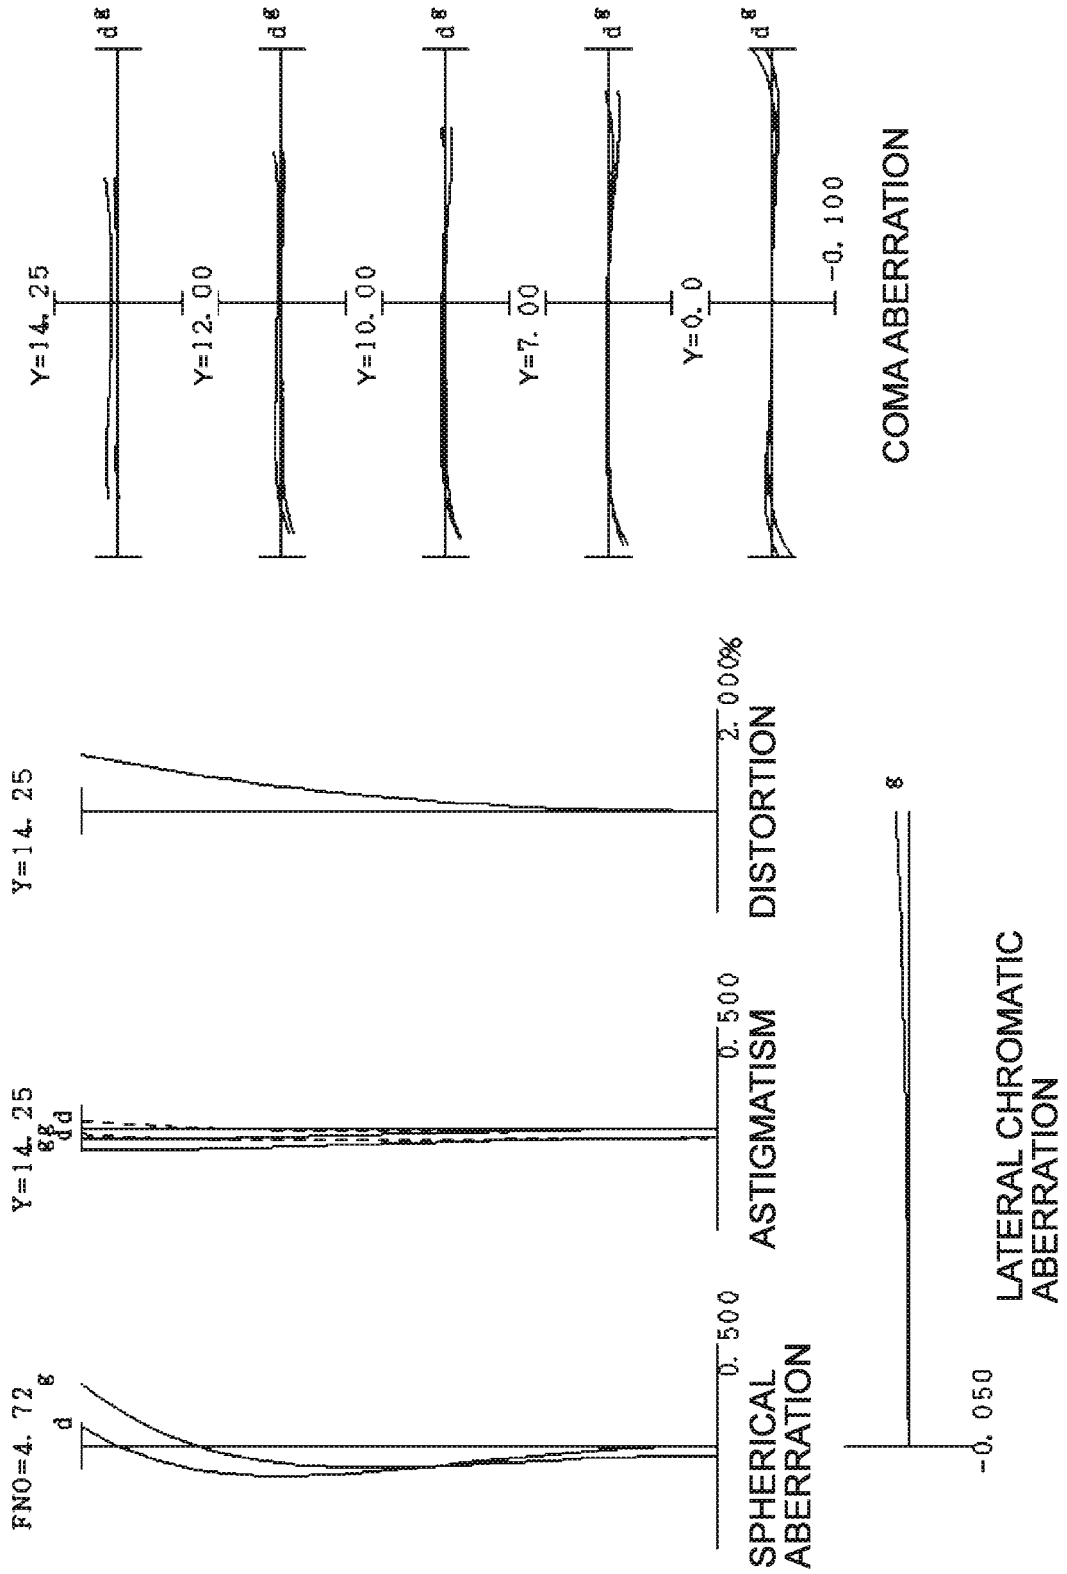 FNO=4. 72
d
g
SPHERICAL
ABERRATION
0. 500
Y=14. 25
g g
d d
ASTIGMATISM
0. 500
Y=14. 25
DISTORTION
2. 000%
Y=14. 25
d g
Y=12. 00
d g
Y=10. 00
d g
Y=7. 00
d g
Y=0. 0
d g
-0. 100
COMA ABERRATION
g
-0. 050
LATERAL CHROMATIC
ABERRATION